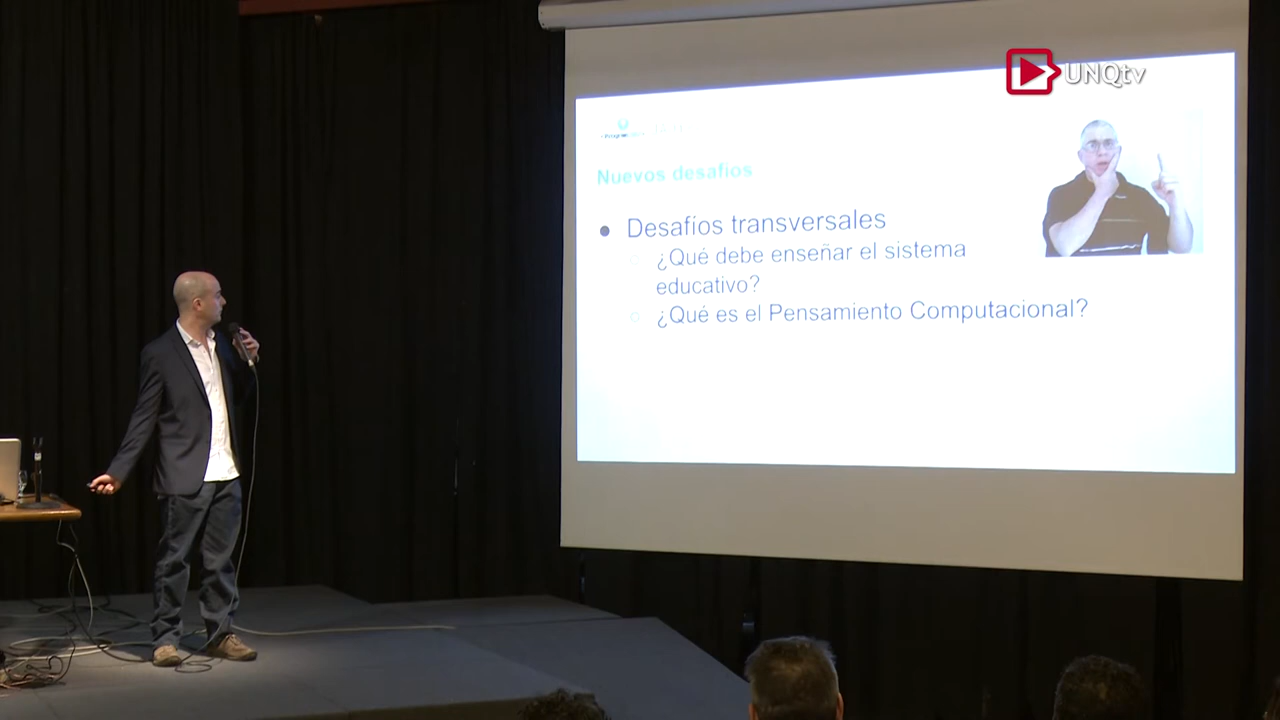 UNQtv
Nuevos desafíos
Desafíos transversales
¿Qué debe enseñar el sistema
educativo?
¿Qué es el Pensamiento Computacional?